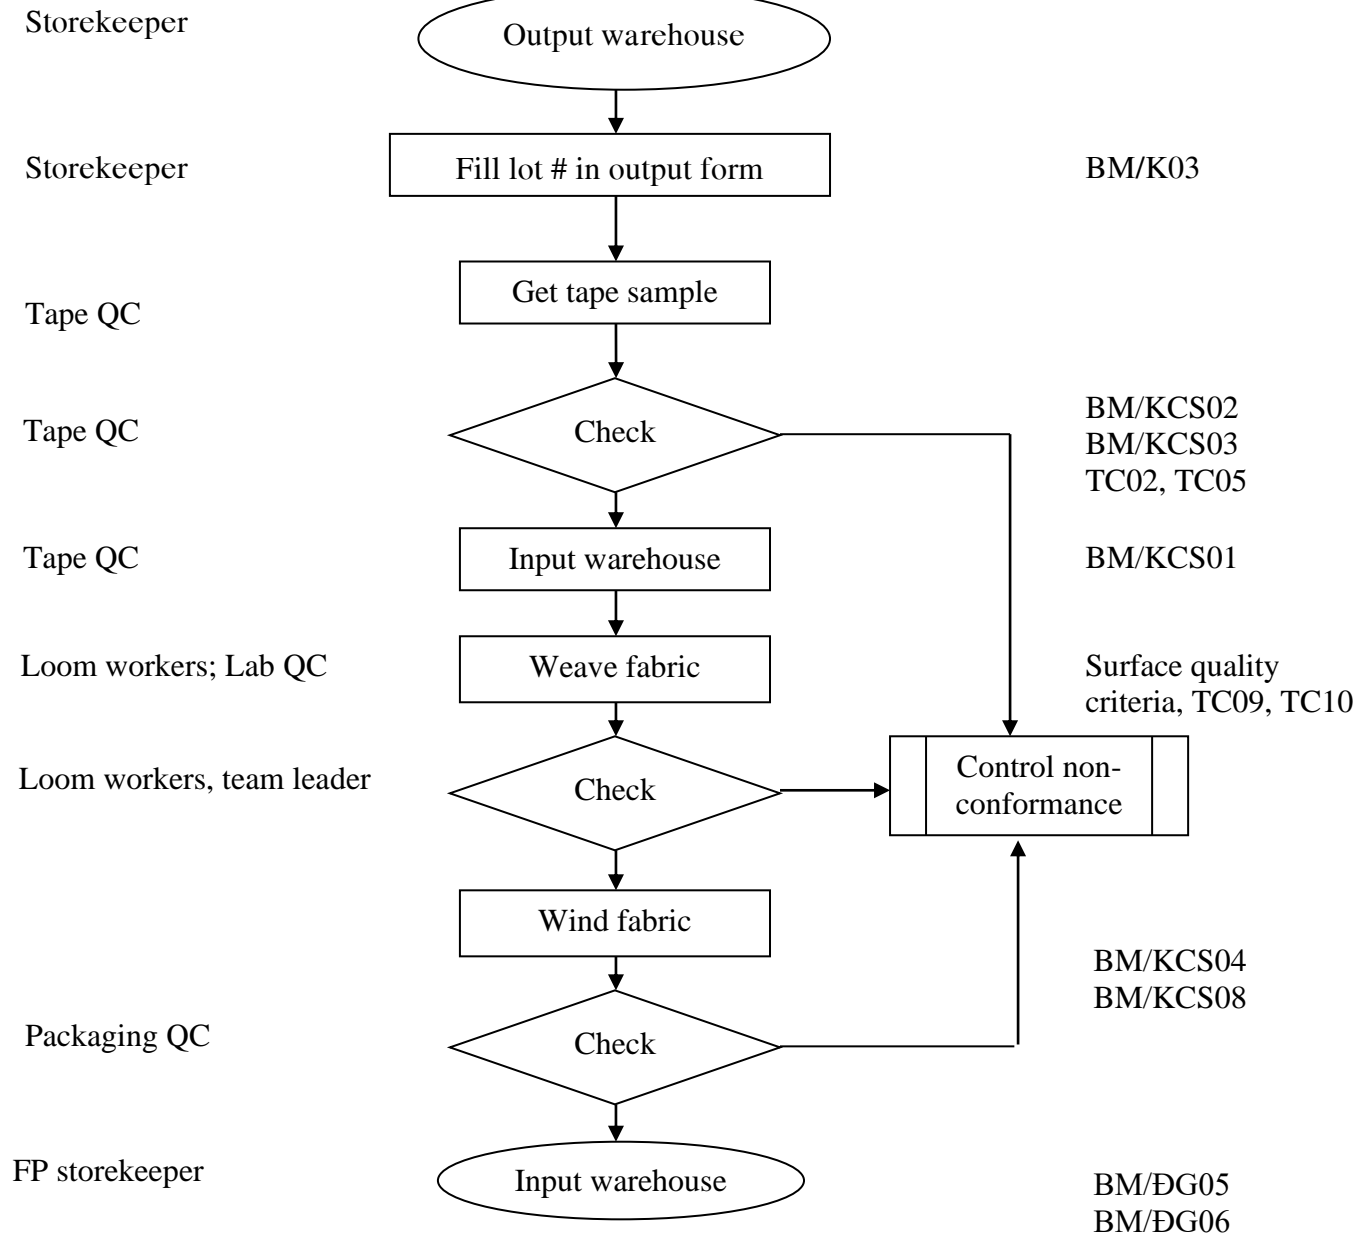 Storekeeper
Output warehouse
Storekeeper
Fill lot # in output form
BM/K03
Get tape sample
Tape QC
Tape QC
Check
BM/KCS02
BM/KCS03
TC02, TC05
Tape QC
Input warehouse
BM/KCS01
Loom workers; Lab QC
Weave fabric
Surface quality
criteria, TC09, TC10
Loom workers, team leader
Check
Control non-
conformance
Wind fabric
BM/KCS04
BM/KCS08
Packaging QC
Check
FP storekeeper
Input warehouse
BM/ĐG05
BM/ĐG06